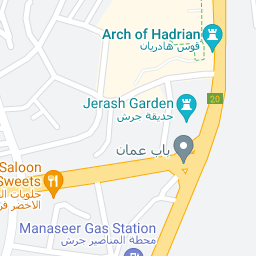 Arch of Hadrian
قوس هادريان
20
Jerash Garden
حديقة جرش
باب عمان
Saloon
Sweets
حلويات
الاخضر
Manaseer Gas Station
محطة المناصير جرش